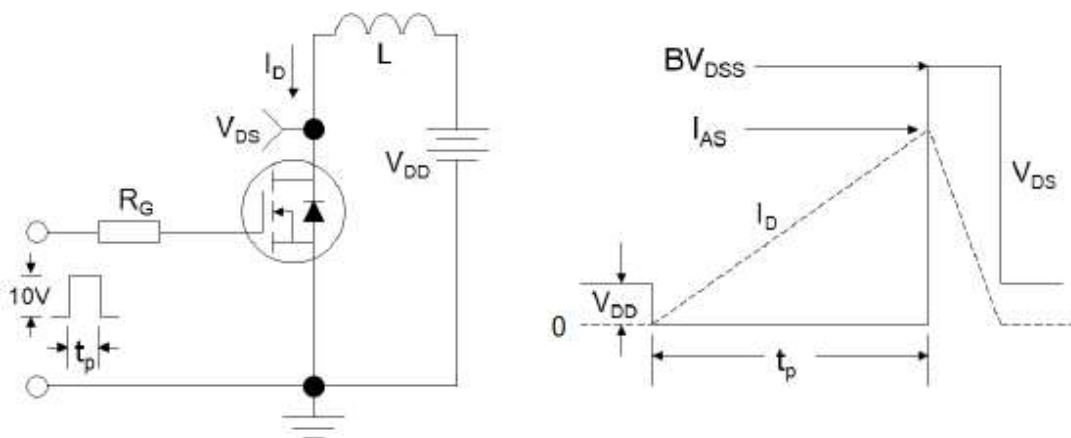 L
I_D
V_DS
V_DD
R_G
10V
t_p
BV_DSS
I_AS
V_DS
I_D
V_DD
0
t_p